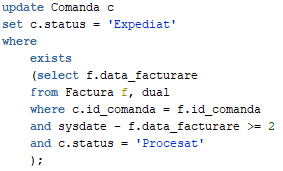 update Comanda c
set c.status = 'Expediat'
where
exists
(select f.data_facturare
from Factura f, dual
where c.id_comanda = f.id_comanda
and sysdate - f.data_facturare >= 2
and c.status = 'Procesat'
);